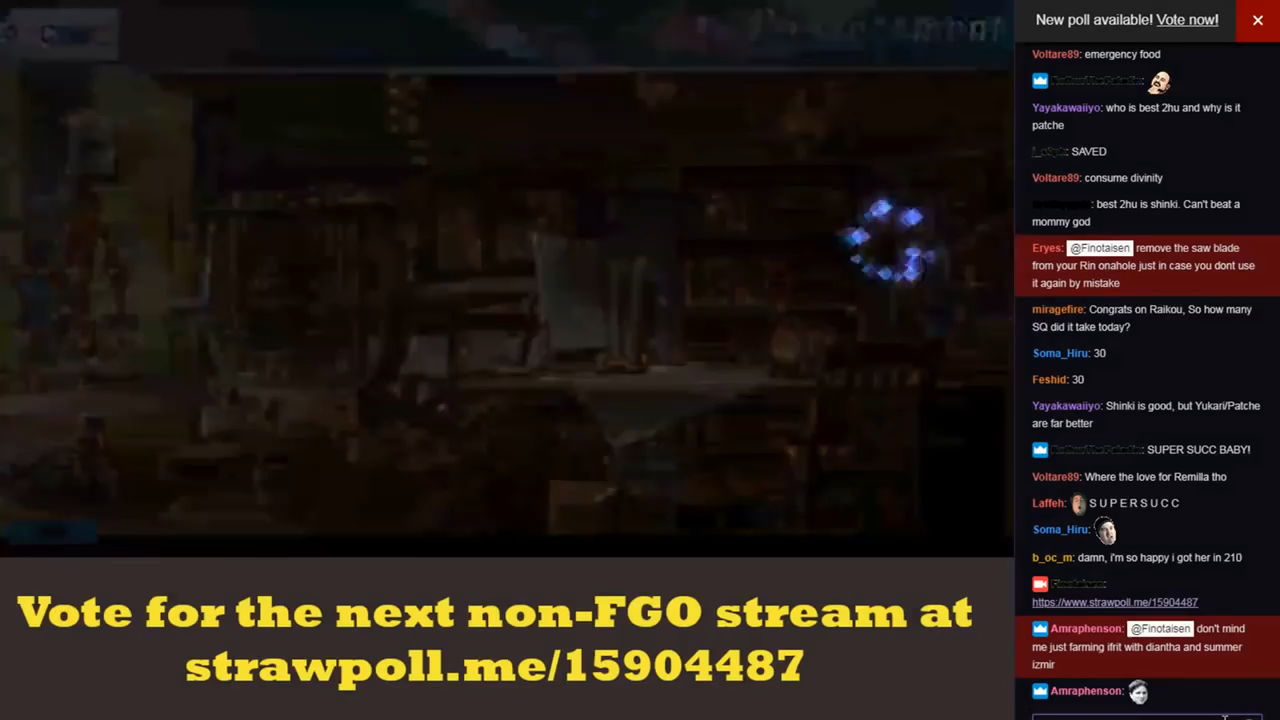 New poll available! Vote now!
Voltare89: emergency food
Yayakawaiiyo: who is best 2hu and why is it
patche
: SAVED
Voltare89: consume divinity
: best 2hu is shinki. Can't beat a
mommy god
Eryes: @Finotaisen remove the saw blade
from your Rin onahole just in case you dont use
it again by mistake
miragefire: Congrats on Raikou, So how many
SQ did it take today?
Soma_Hiru: 30
Feshid: 30
Yayakawaiiyo: Shinki is good, but Yukari/Patche
are far better
: SUPER SUCC BABY!
Voltare89: Where the love for Remilla tho
Laffeh: S U P E R S U C C
Soma_Hiru:
b_oc_m: damn, i'm so happy i got her in 210
Finotaisen:
https://www.strawpoll.me/15904487
Amraphenson: @Finotaisen don't mind
me just farming ifrit with diantha and summer
izmir
Amraphenson:
Vote for the next non-FGO stream at
strawpoll.me/15904487